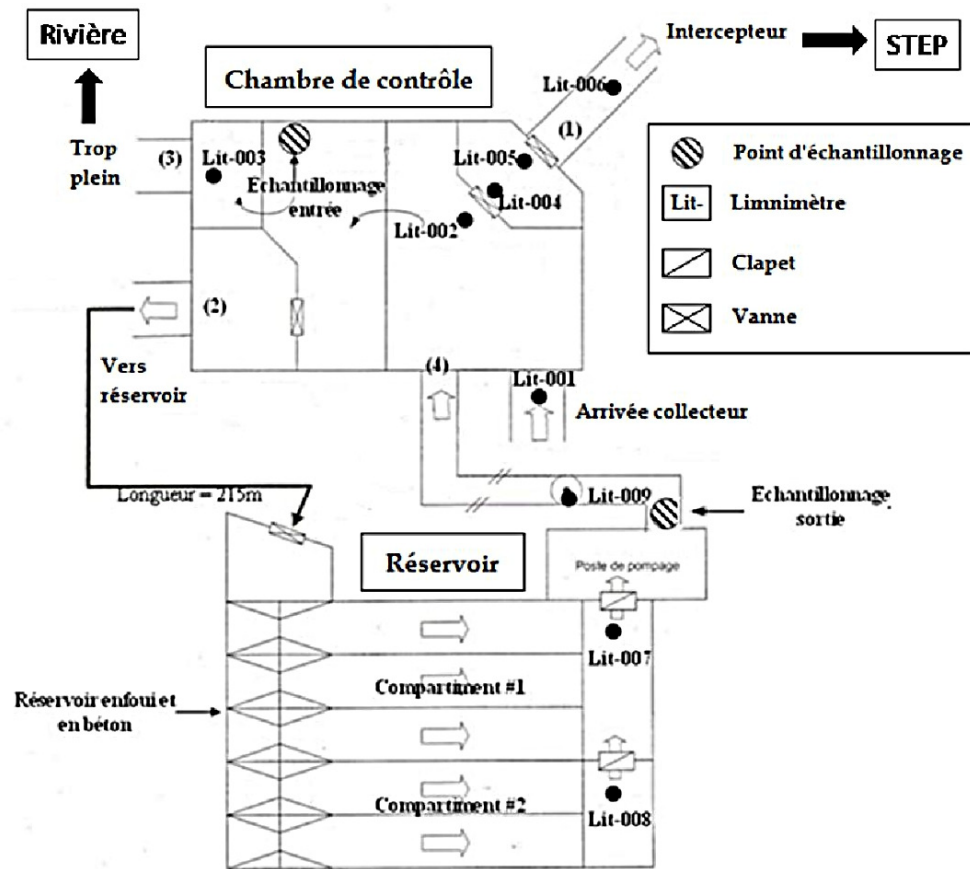 Rivière
Intercepteur
STEP
Chambre de contrôle
Lit-006
Trop
plein
(3)
(1)
Lit-003
Lit-005
Echantillonnage
entrée
Lit-004
Lit-002
Point d'échantillonnage
Lit-
Limnimètre
Clapet
Vanne
(2)
Vers
réservoir
(4)
Lit-001
Arrivée collecteur
Longueur = 215m
Lit-009
Echantillonnage
sortie
Réservoir
Poste de pompage
Lit-007
Compartiment #1
Réservoir enfoui et
en béton
Compartiment #2
Lit-008